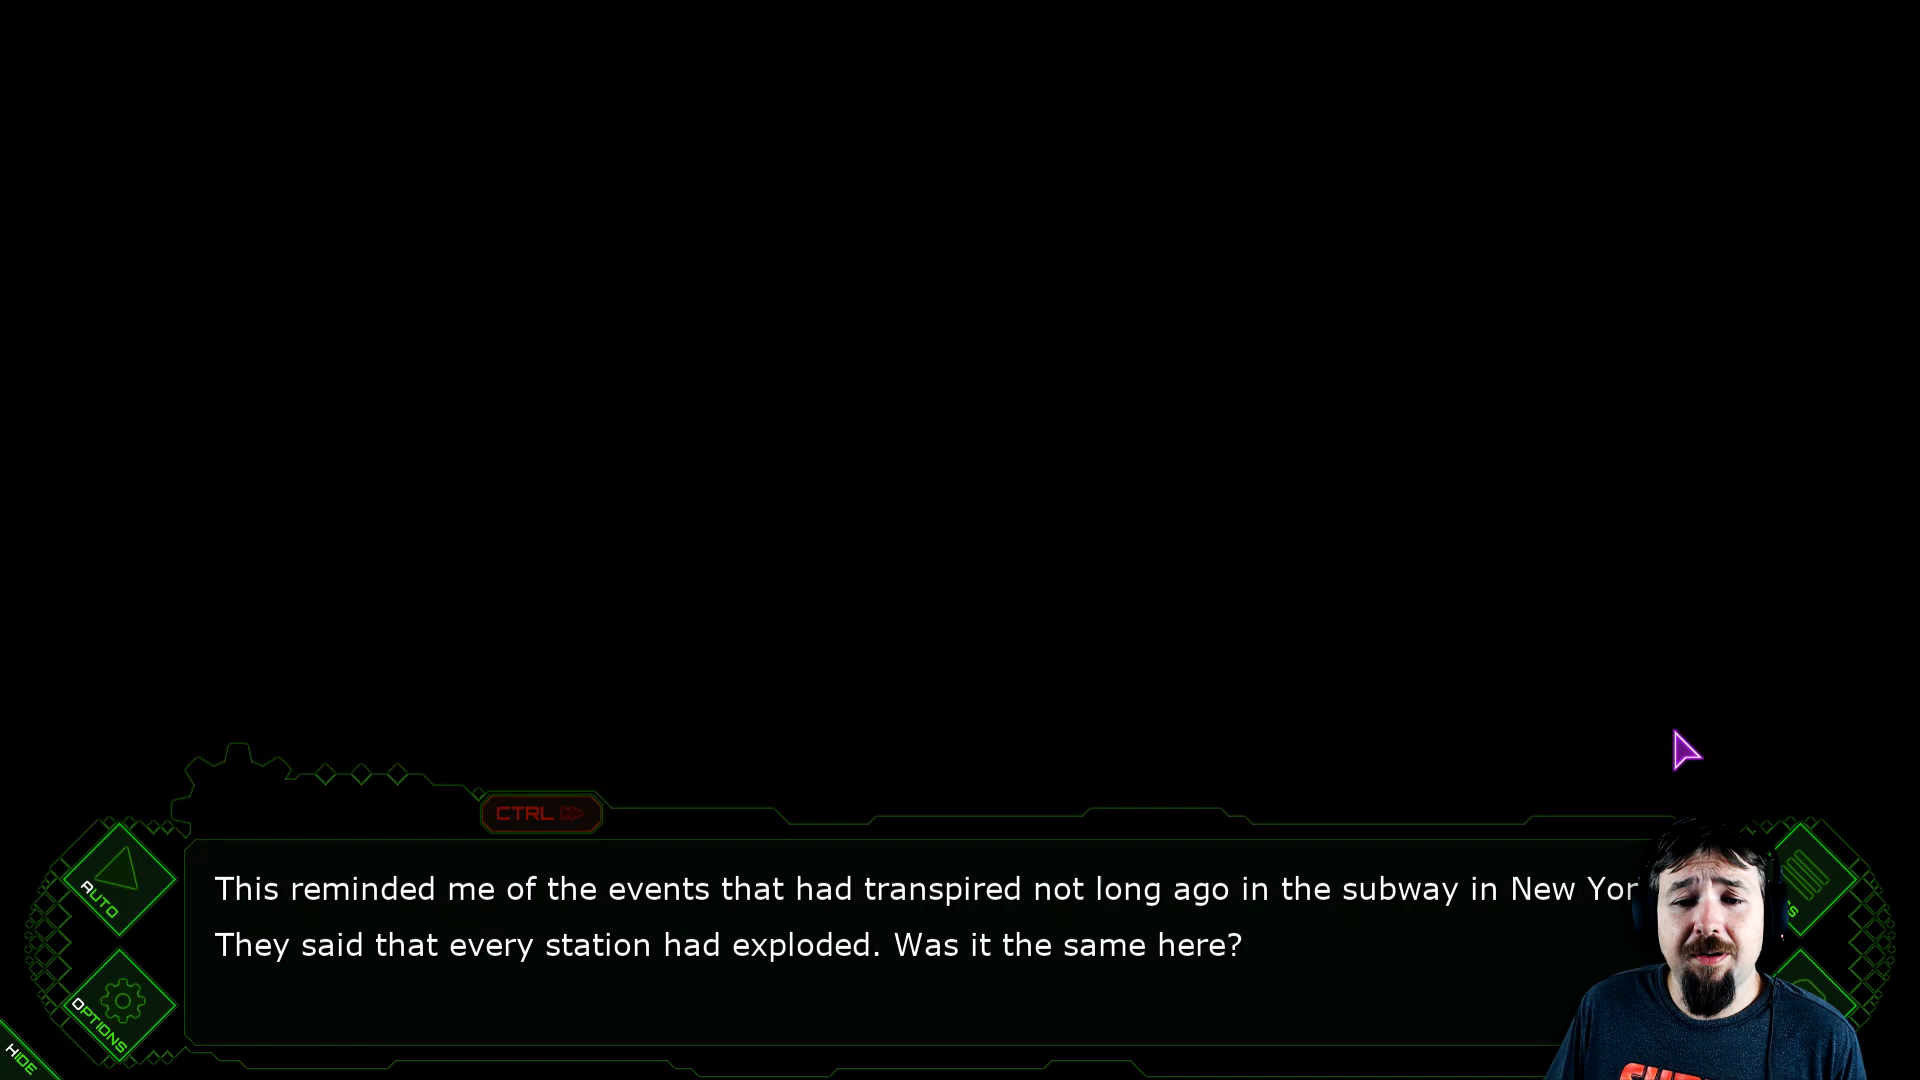 CTRL
This reminded me of the events that had transpired not long ago in the subway in New Yor
They said that every station had exploded. Was it the same here?
AUTO
OPTIONS
HIDE